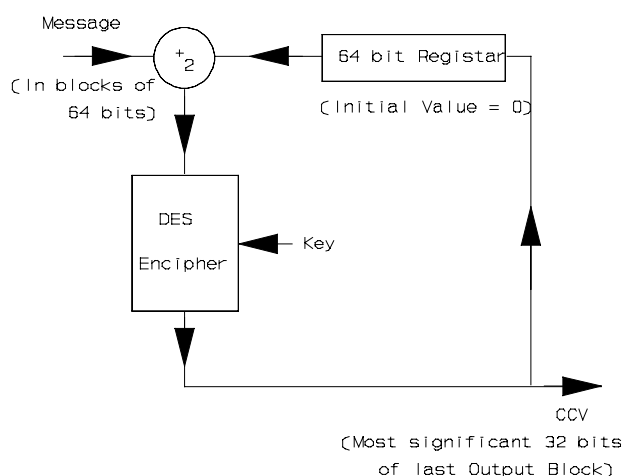 Message
+2
64 bit Registar
(In blocks of
64 bits)
(Initial Value = 0)
DES
Encipher
Key
CCV
(Most significant 32 bits
of last Output Block)